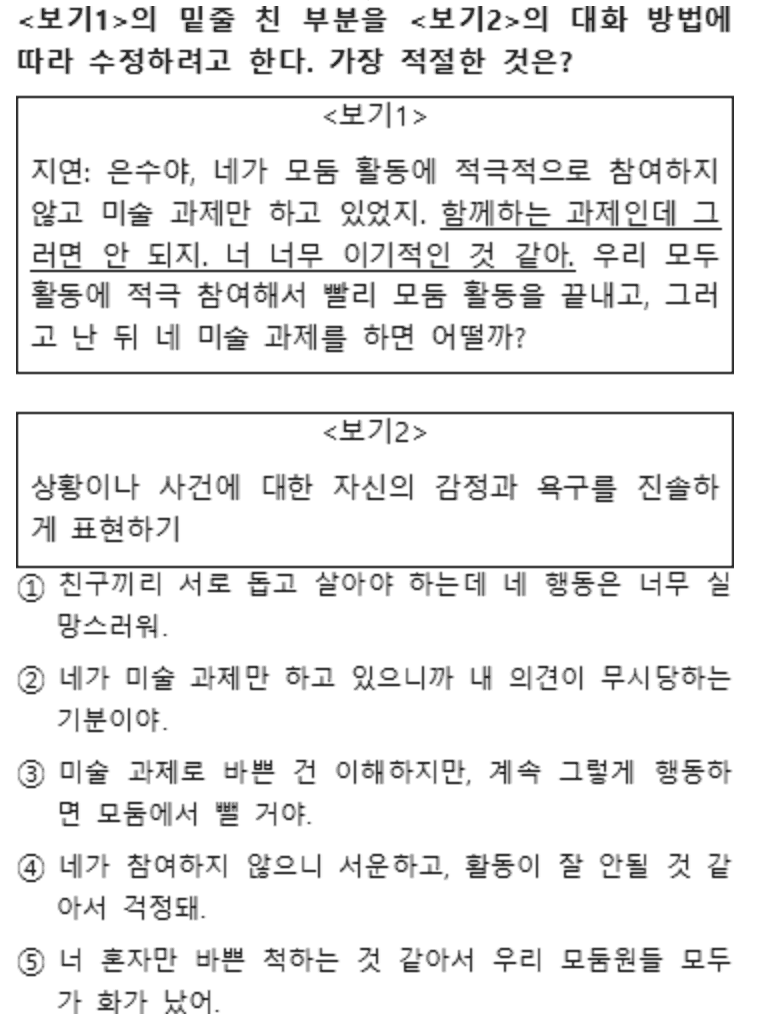 <보기1>의 밑줄 친 부분을 <보기2>의 대화 방법에
따라 수정하려고 한다. 가장 적절한 것은?
<보기1>
지연: 은수야, 네가 모둠 활동에 적극적으로 참여하지
않고 미술 과제만 하고 있었지. 함께하는 과제인데 그
러면 안 되지. 너 너무 이기적인 것 같아. 우리 모두
활동에 적극 참여해서 빨리 모둠 활동을 끝내고, 그러
고 난 뒤 네 미술 과제를 하면 어떨까?
<보기2>
상황이나 사건에 대한 자신의 감정과 욕구를 진솔하
게 표현하기
① 친구끼리 서로 돕고 살아야 하는데 네 행동은 너무 실
망스러워.
② 네가 미술 과제만 하고 있으니까 내 의견이 무시당하는
기분이야.
③ 미술 과제로 바쁜 건 이해하지만, 계속 그렇게 행동하
면 모둠에서 뺄 거야.
④ 네가 참여하지 않으니 서운하고, 활동이 잘 안될 것 같
아서 걱정돼.
⑤ 너 혼자만 바쁜 척하는 것 같아서 우리 모둠원들 모두
가 화가 났어.